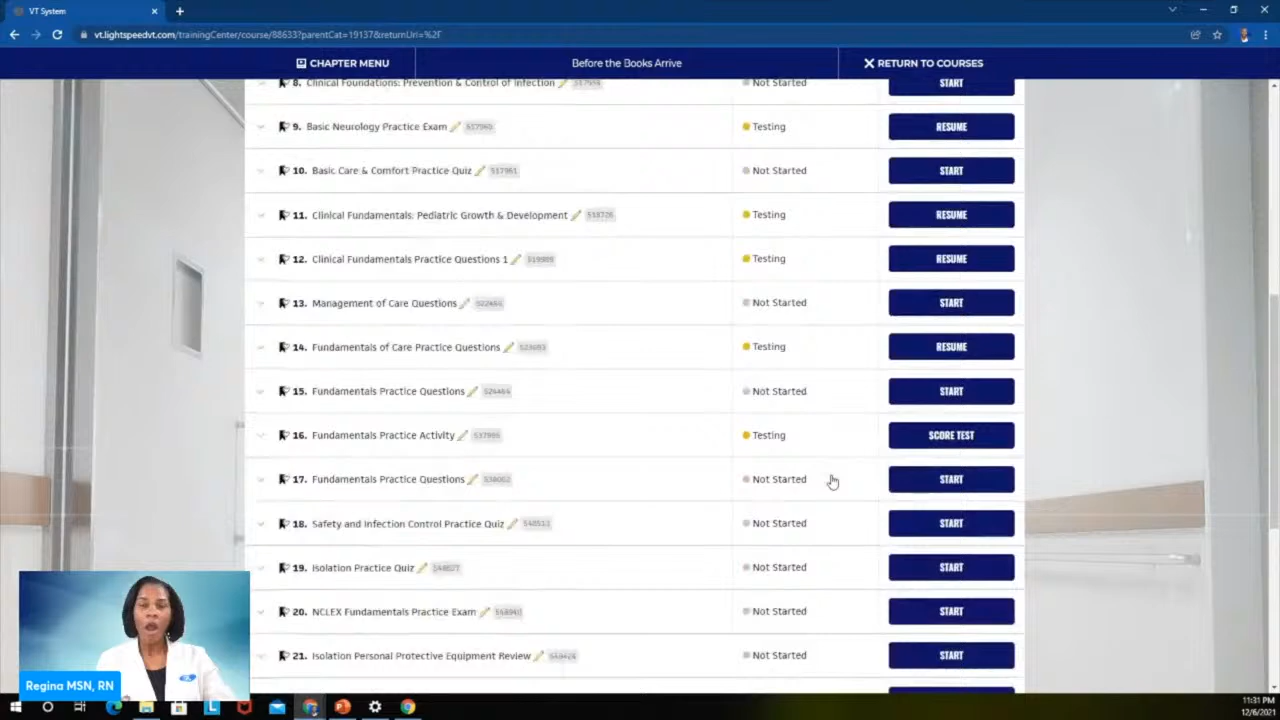 VT System
vt.lightspeedvt.com/trainingCenter/course/88633?parentCat=19137&returnUrl=%2F
CHAPTER MENU
Before the Books Arrive
RETURN TO COURSES
8. Clinical Foundations: Prevention & Control of Infection Not Started START
9. Basic Neurology Practice Exam 517940 Testing RESUME
10. Basic Care & Comfort Practice Quiz 517951 Not Started START
11. Clinical Fundamentals: Pediatric Growth & Development Testing RESUME
12. Clinical Fundamentals Practice Questions 1 Testing RESUME
13. Management of Care Questions Not Started START
14. Fundamentals of Care Practice Questions Testing RESUME
15. Fundamentals Practice Questions Not Started START
16. Fundamentals Practice Activity Testing SCORE TEST
17. Fundamentals Practice Questions Not Started START
18. Safety and Infection Control Practice Quiz Not Started START
19. Isolation Practice Quiz Not Started START
20. NCLEX Fundamentals Practice Exam Not Started START
21. Isolation Personal Protective Equipment Review Not Started START
Regina MSN, RN
11:31 PM
12/6/2021